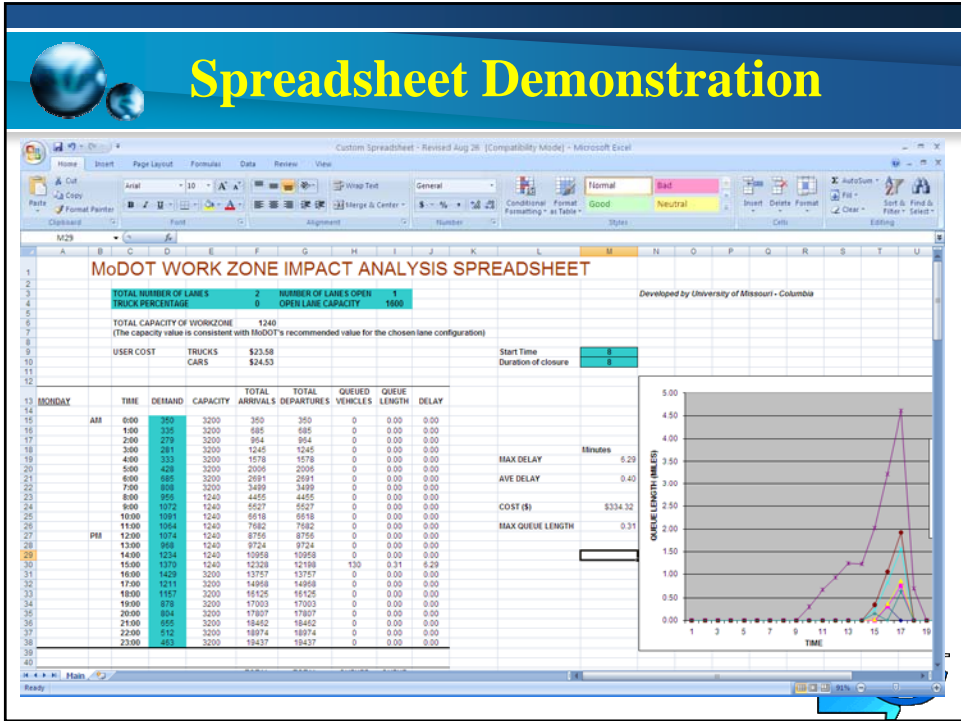 Spreadsheet Demonstration
Custom Spreadsheet - Revised Aug 26 [Compatibility Mode] - Microsoft Excel
Home Insert Page Layout Formulas Data Review View
Cut
Copy
Format Painter
Paste
Clipboard
Arial 10
Font
Wrap Text
Merge & Center
Alignment
General
Number
Conditional Formatting
Format as Table
Normal Bad
Good Neutral
Styles
Insert Delete Format
Cells
AutoSum
Fill
Clear
Sort & Filter
Find & Select
Editing
M29
A B C D E F G H I J K L M N O P Q R S T U
MoDOT WORK ZONE IMPACT ANALYSIS SPREADSHEET
TOTAL NUMBER OF LANES 2 NUMBER OF LANES OPEN 1
TRUCK PERCENTAGE 0 OPEN LANE CAPACITY 1600
Developed by University of Missouri - Columbia
TOTAL CAPACITY OF WORKZONE 1240
(The capacity value is consistent with MoDOT's recommended value for the chosen lane configuration)
USER COST TRUCKS $23.58
CARS $24.53
Start Time 8
Duration of closure 8
MONDAY TIME DEMAND CAPACITY TOTAL ARRIVALS TOTAL DEPARTURES QUEUED VEHICLES QUEUE LENGTH DELAY
AM 0:00 350 3200 350 350 0 0.00 0.00
1:00 335 3200 685 685 0 0.00 0.00
2:00 279 3200 964 964 0 0.00 0.00
3:00 281 3200 1245 1245 0 0.00 0.00
4:00 333 3200 1578 1578 0 0.00 0.00
5:00 428 3200 2006 2006 0 0.00 0.00
6:00 685 3200 2691 2691 0 0.00 0.00
7:00 808 3200 3499 3499 0 0.00 0.00
8:00 956 1240 4455 4455 0 0.00 0.00
9:00 1072 1240 5527 5527 0 0.00 0.00
10:00 1091 1240 6618 6618 0 0.00 0.00
11:00 1064 1240 7682 7682 0 0.00 0.00
PM 12:00 1074 1240 8756 8756 0 0.00 0.00
13:00 968 1240 9724 9724 0 0.00 0.00
14:00 1234 1240 10958 10958 0 0.00 0.00
15:00 1370 1240 12328 12198 130 0.31 6.29
16:00 1429 3200 13757 13757 0 0.00 0.00
17:00 1211 3200 14968 14968 0 0.00 0.00
18:00 1157 3200 16125 16125 0 0.00 0.00
19:00 878 3200 17003 17003 0 0.00 0.00
20:00 804 3200 17807 17807 0 0.00 0.00
21:00 655 3200 18462 18462 0 0.00 0.00
22:00 512 3200 18974 18974 0 0.00 0.00
23:00 463 3200 19437 19437 0 0.00 0.00
Minutes
MAX DELAY 6.29
AVE DELAY 0.40
COST ($) $334.32
MAX QUEUE LENGTH 0.31
QUEUE LENGTH (MILES)
5.00
4.50
4.00
3.50
3.00
2.50
2.00
1.50
1.00
0.50
0.00
1 3 5 7 9 11 13 15 17 19
TIME
Main
Ready
91%